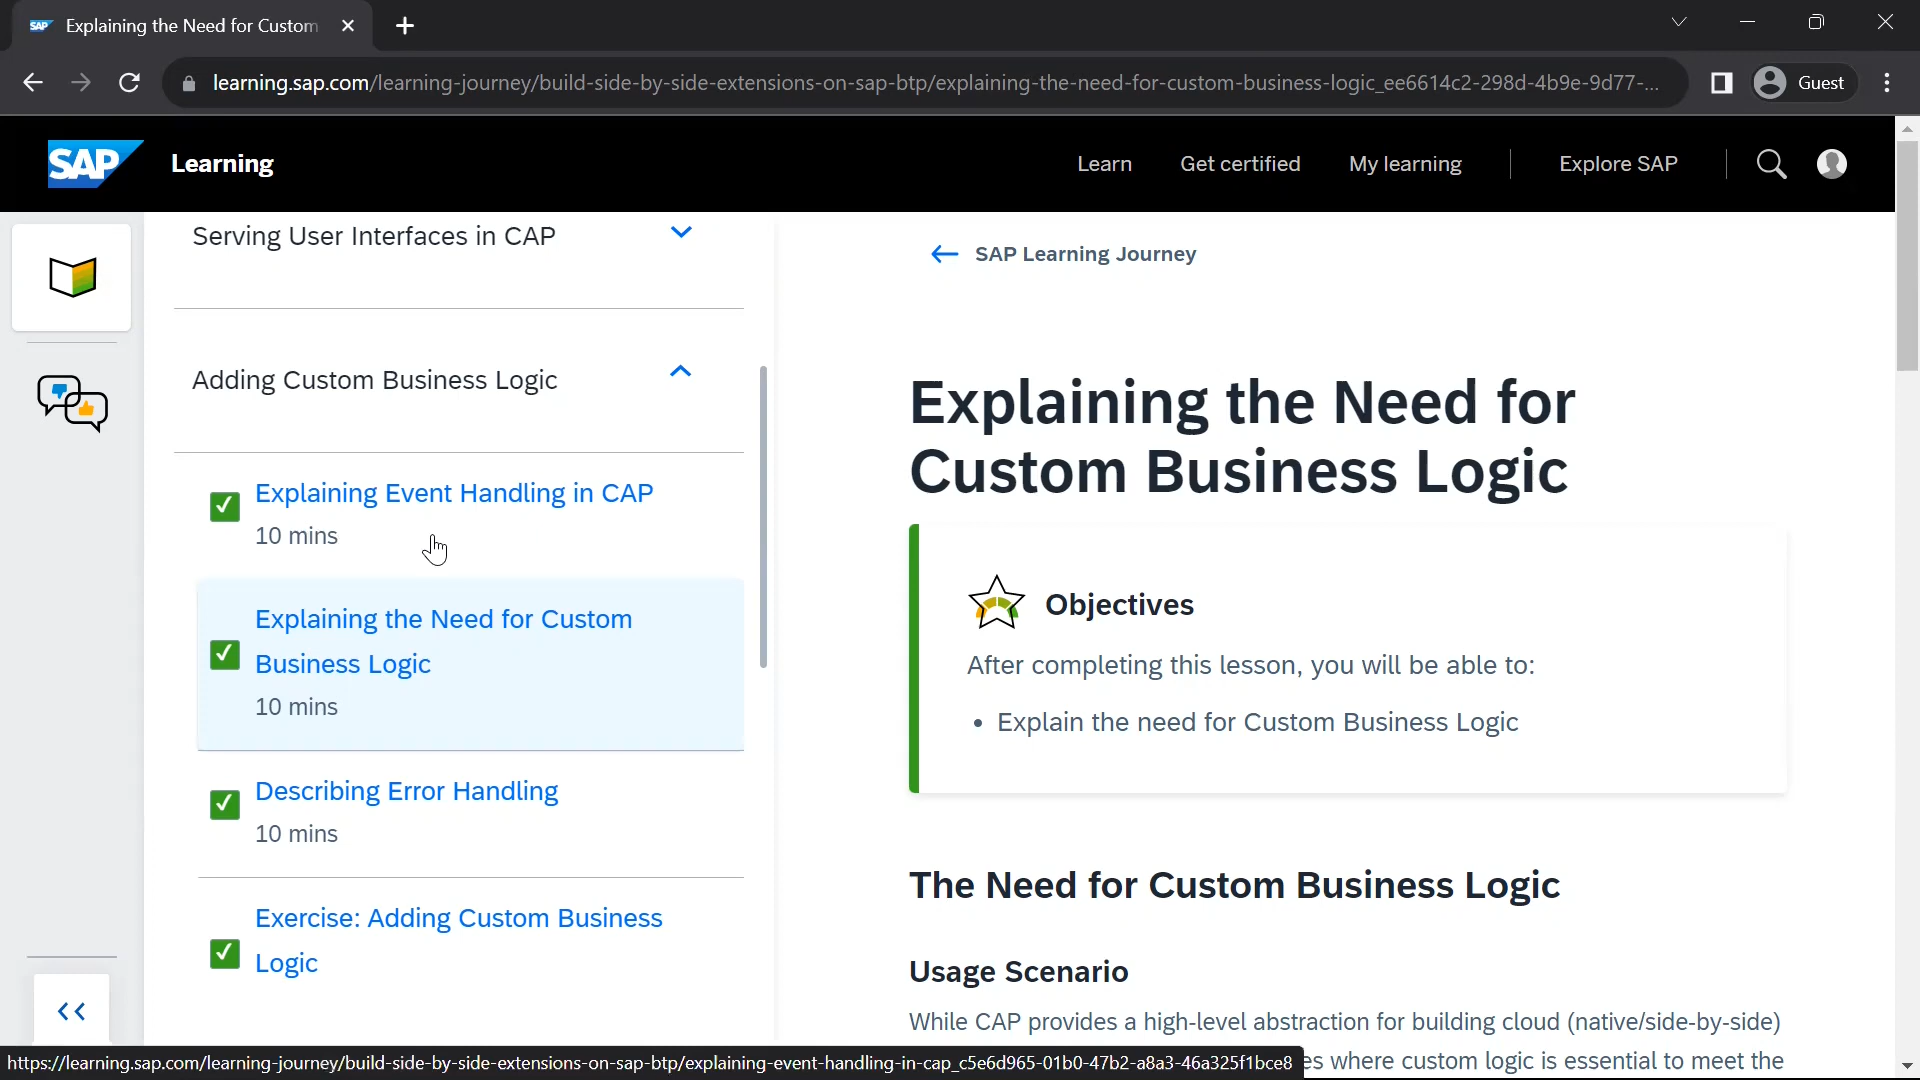 SAP Explaining the Need for Custom
learning.sap.com/learning-journey/build-side-by-side-extensions-on-sap-btp/explaining-the-need-for-custom-business-logic_ee6614c2-298d-4b9e-9d77-...
Guest
SAP Learning
Learn Get certified My learning Explore SAP
Serving User Interfaces in CAP
Adding Custom Business Logic
Explaining Event Handling in CAP
10 mins
Explaining the Need for Custom
Business Logic
10 mins
Describing Error Handling
10 mins
Exercise: Adding Custom Business
Logic
SAP Learning Journey
Explaining the Need for
Custom Business Logic
Objectives
After completing this lesson, you will be able to:
• Explain the need for Custom Business Logic
The Need for Custom Business Logic
Usage Scenario
While CAP provides a high-level abstraction for building cloud (native/side-by-side)
es where custom logic is essential to meet the
https://learning.sap.com/learning-journey/build-side-by-side-extensions-on-sap-btp/explaining-event-handling-in-cap_c5e6d965-01b0-47b2-a8a3-46a325f1bce8